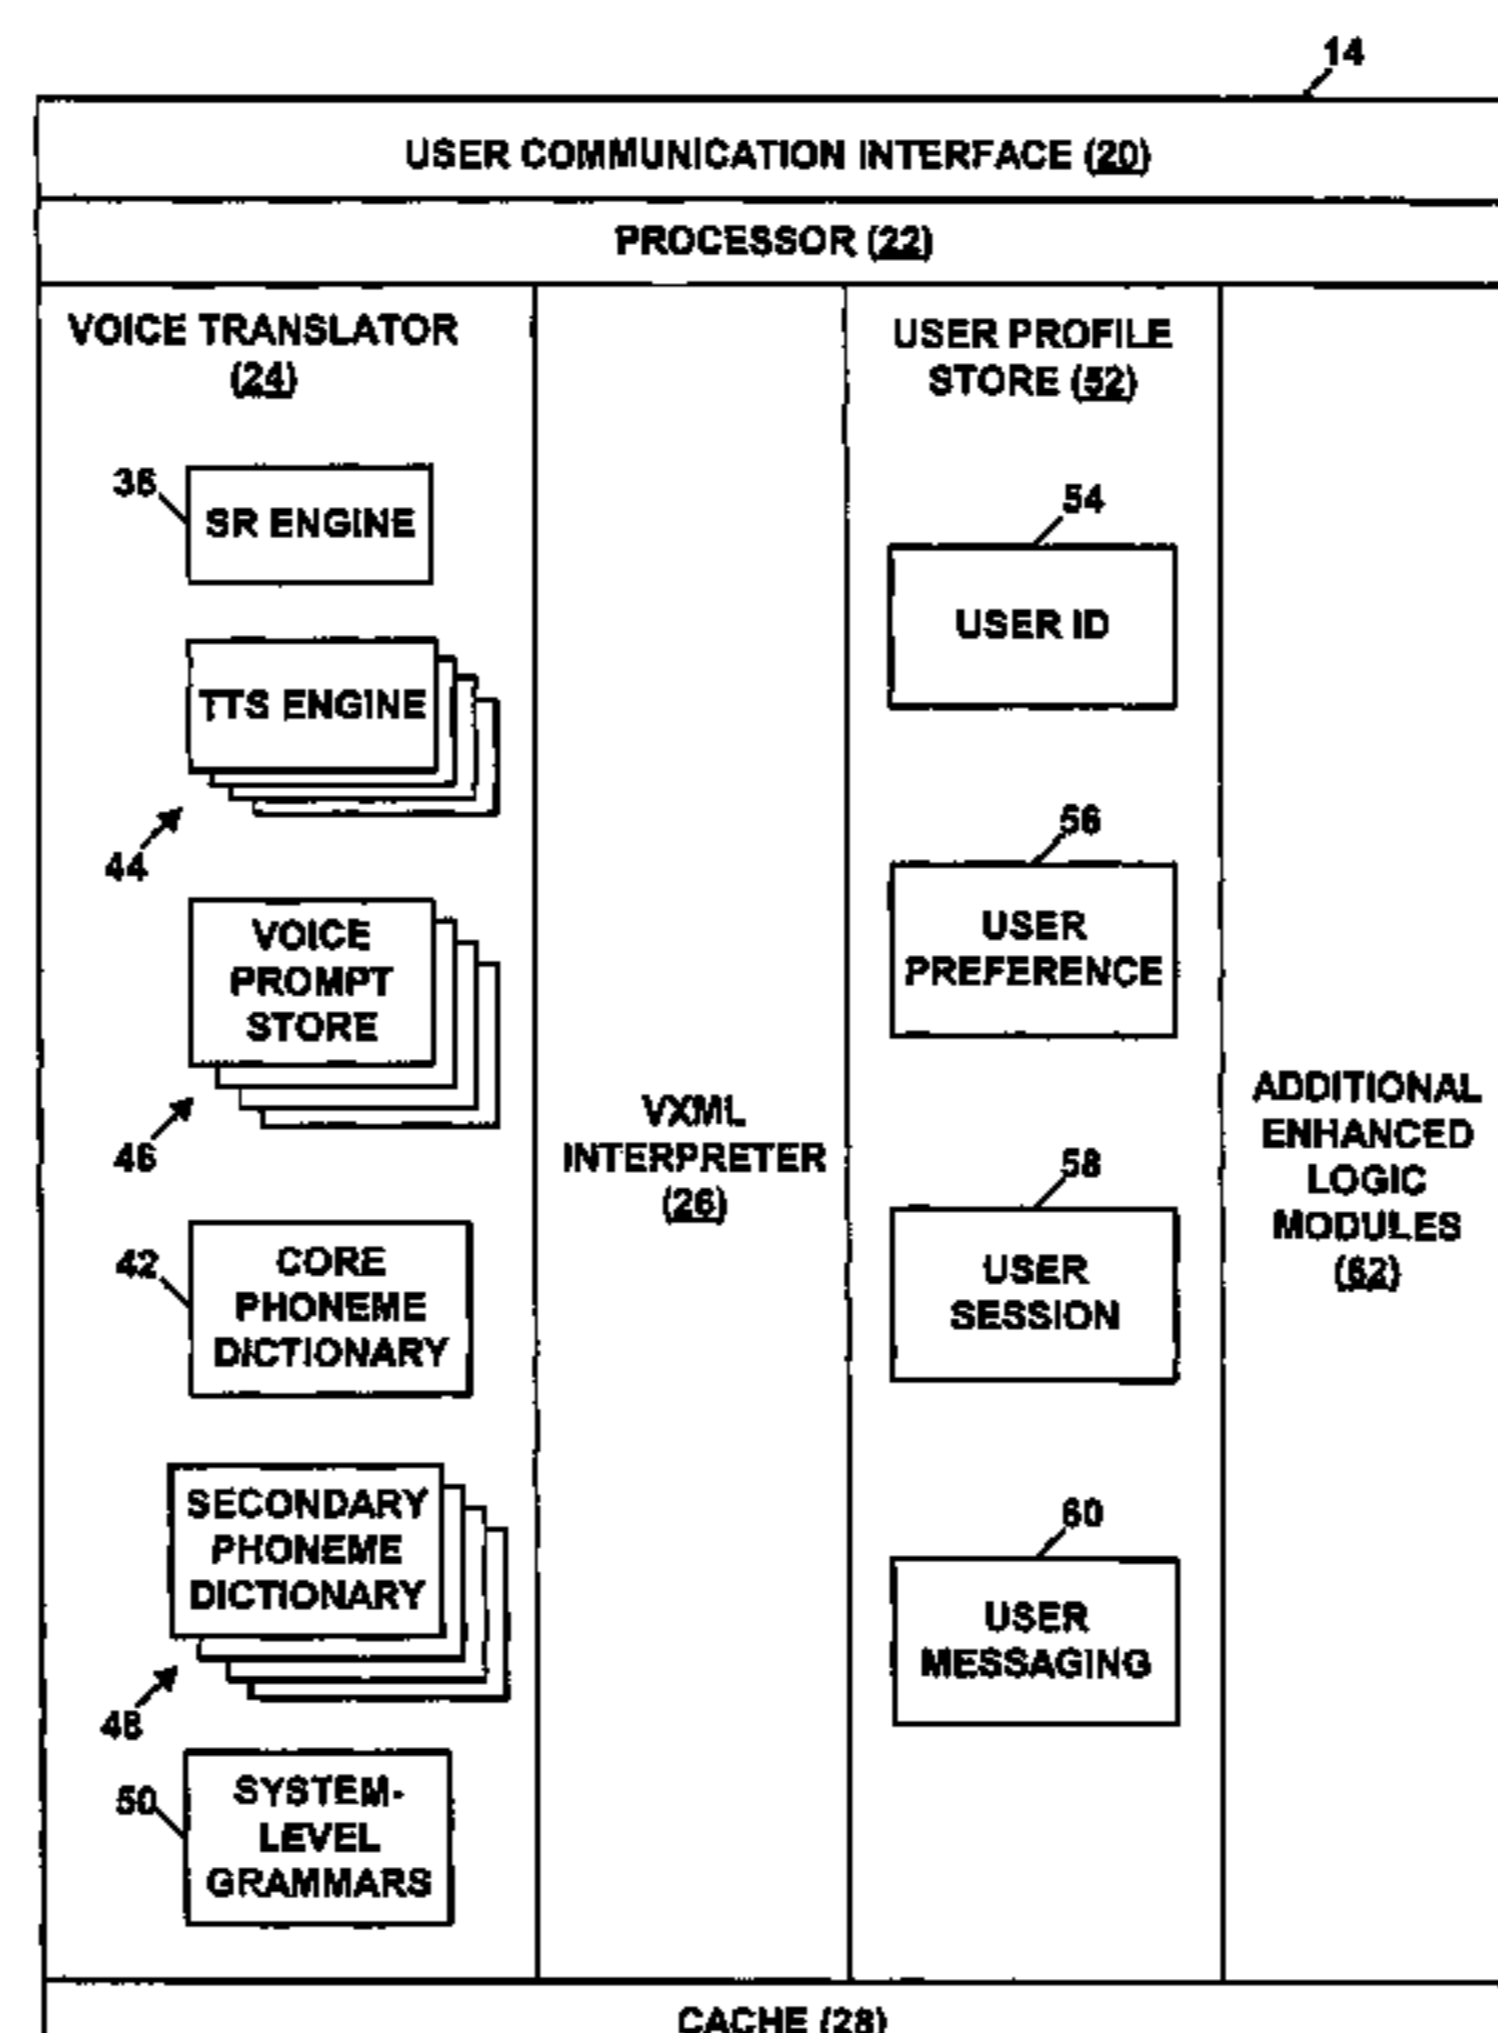 14
USER COMMUNICATION INTERFACE (20)
PROCESSOR (22)
VOICE TRANSLATOR
(24)
36
SR ENGINE
TTS ENGINE
44
VOICE
PROMPT
STORE
46
42
CORE
PHONEME
DICTIONARY
SECONDARY
PHONEME
DICTIONARY
48
50
SYSTEM-
LEVEL
GRAMMARS
VXML
INTERPRETER
(26)
USER PROFILE
STORE (52)
54
USER ID
56
USER
PREFERENCE
58
USER
SESSION
60
USER
MESSAGING
ADDITIONAL
ENHANCED
LOGIC
MODULES
(62)
CACHE (28)